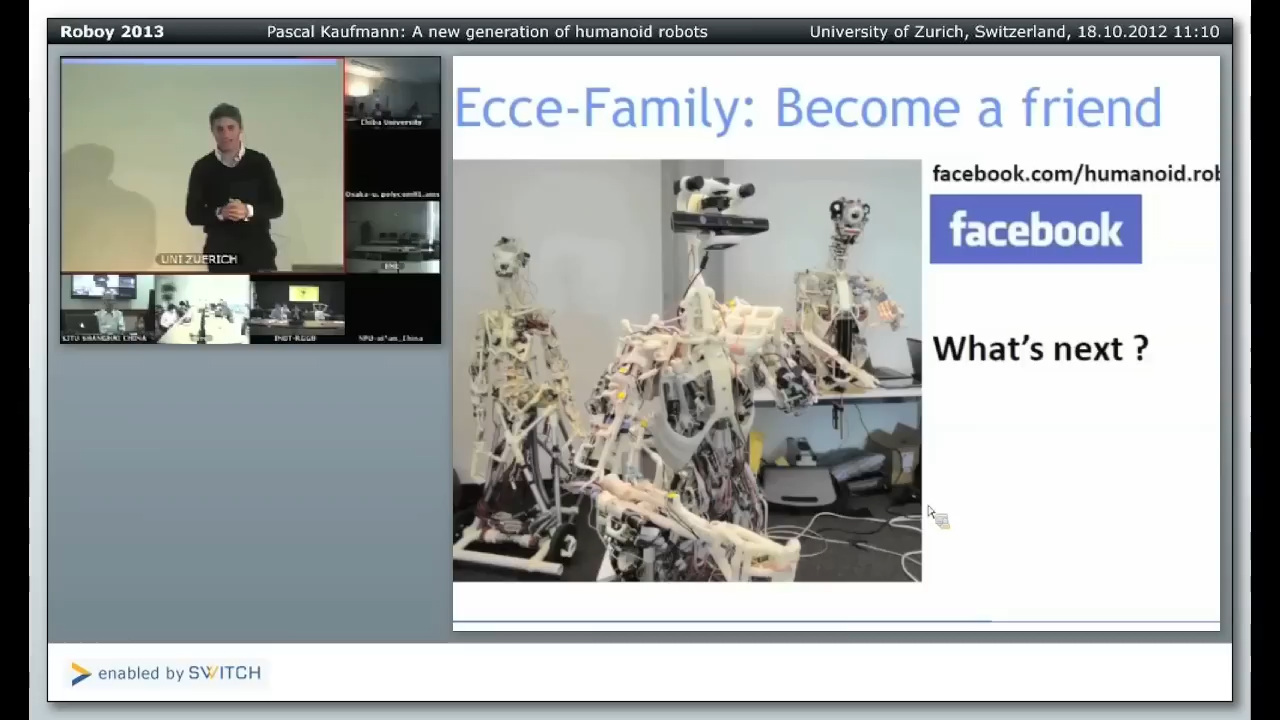 Roboy 2013
Pascal Kaufmann: A new generation of humanoid robots
University of Zurich, Switzerland, 18.10.2012 11:10
Chiba University
UNI ZUERICH
Ecce-Family: Become a friend
facebook.com/humanoid.rob
facebook
What's next ?
enabled by SWITCH